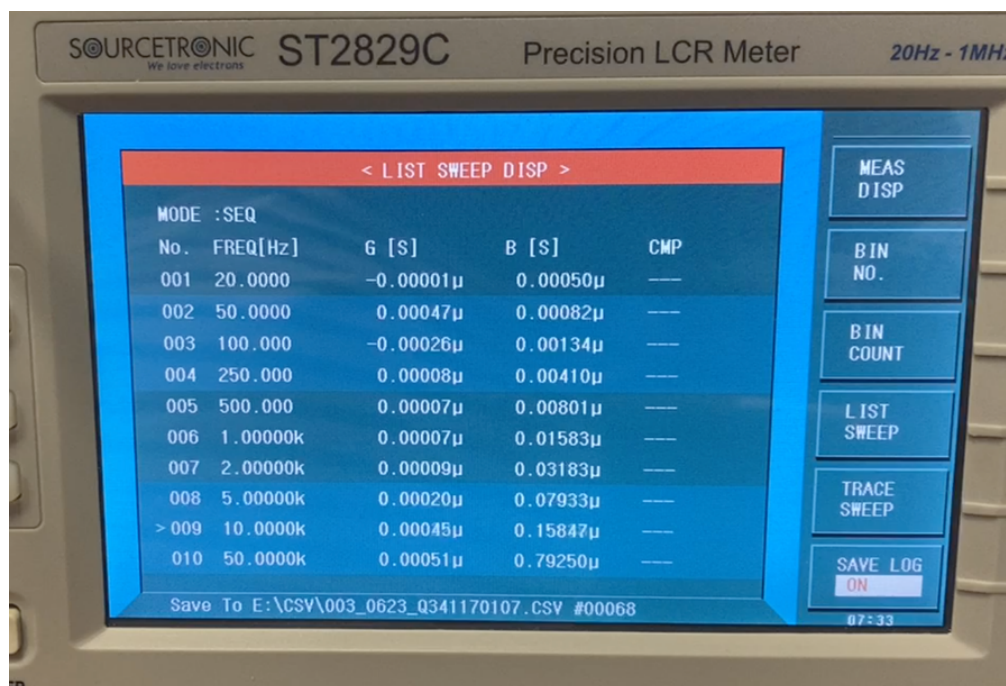 SOURCETRONIC ST2829C Precision LCR Meter 20Hz - 1MHz
We love electrons
< LIST SWEEP DISP >
MODE :SEQ
No. FREQ[Hz] G [S] B [S] CMP
001 20.0000 -0.00001µ 0.00050µ ---
002 50.0000 0.00047µ 0.00082µ ---
003 100.000 -0.00026µ 0.00134µ ---
004 250.000 0.00008µ 0.00410µ ---
005 500.000 0.00007µ 0.00801µ ---
006 1.00000k 0.00007µ 0.01583µ ---
007 2.00000k 0.00009µ 0.03183µ ---
008 5.00000k 0.00020µ 0.07933µ ---
>009 10.0000k 0.00045µ 0.15847µ ---
010 50.0000k 0.00051µ 0.79250µ ---
Save To E:\CSV\003_0623_Q341170107.CSV #00068
MEAS
DISP
BIN
NO.
BIN
COUNT
LIST
SWEEP
TRACE
SWEEP
SAVE LOG
ON
07:33